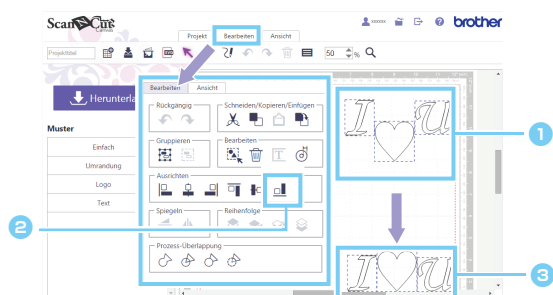 ScanNCut
Canvas
xxxxx
brother
Projekt Bearbeiten Ansicht
Projekttitel
50 %
Bearbeiten Ansicht
Herunterla
Rückgängig
Schneiden/Kopieren/Einfügen
Muster
Gruppieren
Bearbeiten
Einfach
Umrandung
Ausrichten
Logo
Text
Spiegeln
Reihenfolge
Prozess-Überlappung
I U
I U
1
2
3